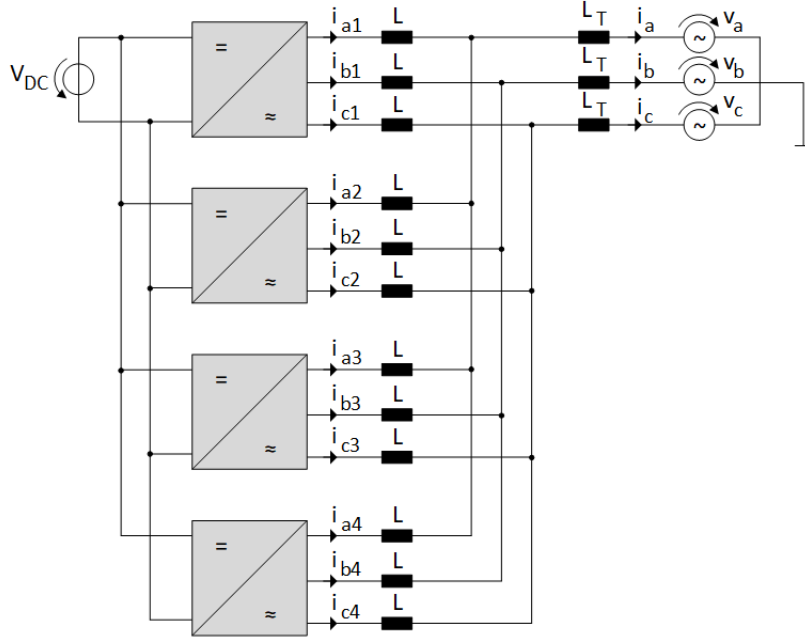 V_DC
= ≈
i_a1 L
i_b1 L
i_c1 L
L_T i_a ~ v_a
L_T i_b ~ v_b
L_T i_c ~ v_c
= ≈
i_a2 L
i_b2 L
i_c2 L
= ≈
i_a3 L
i_b3 L
i_c3 L
= ≈
i_a4 L
i_b4 L
i_c4 L